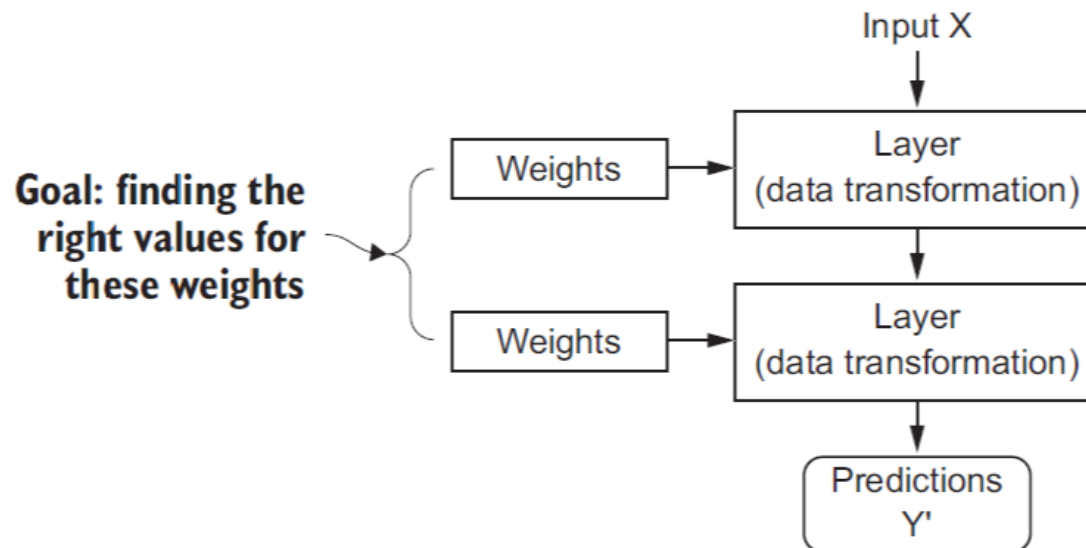 Input X
Weights
Layer
(data transformation)
Goal: finding the
right values for
these weights
Weights
Layer
(data transformation)
Predictions
Y'